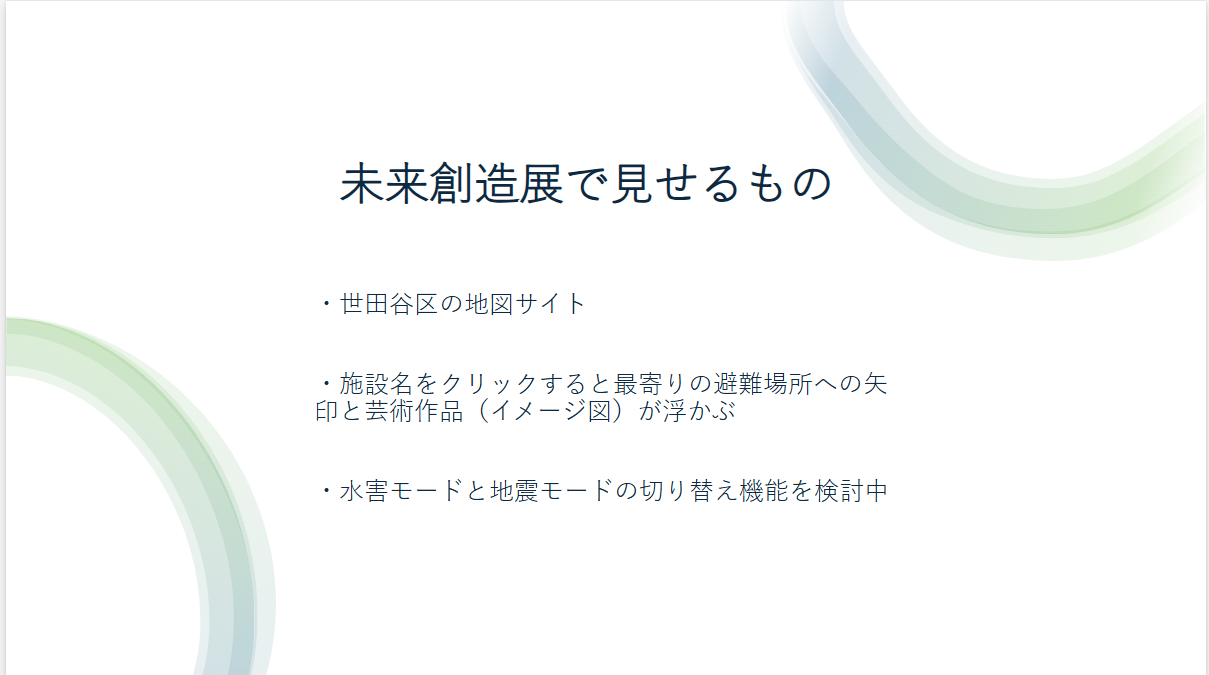 未来創造展で見せるもの
・世田谷区の地図サイト
・施設名をクリックすると最寄りの避難場所への矢
印と芸術作品（イメージ図）が浮かぶ
・水害モードと地震モードの切り替え機能を検討中